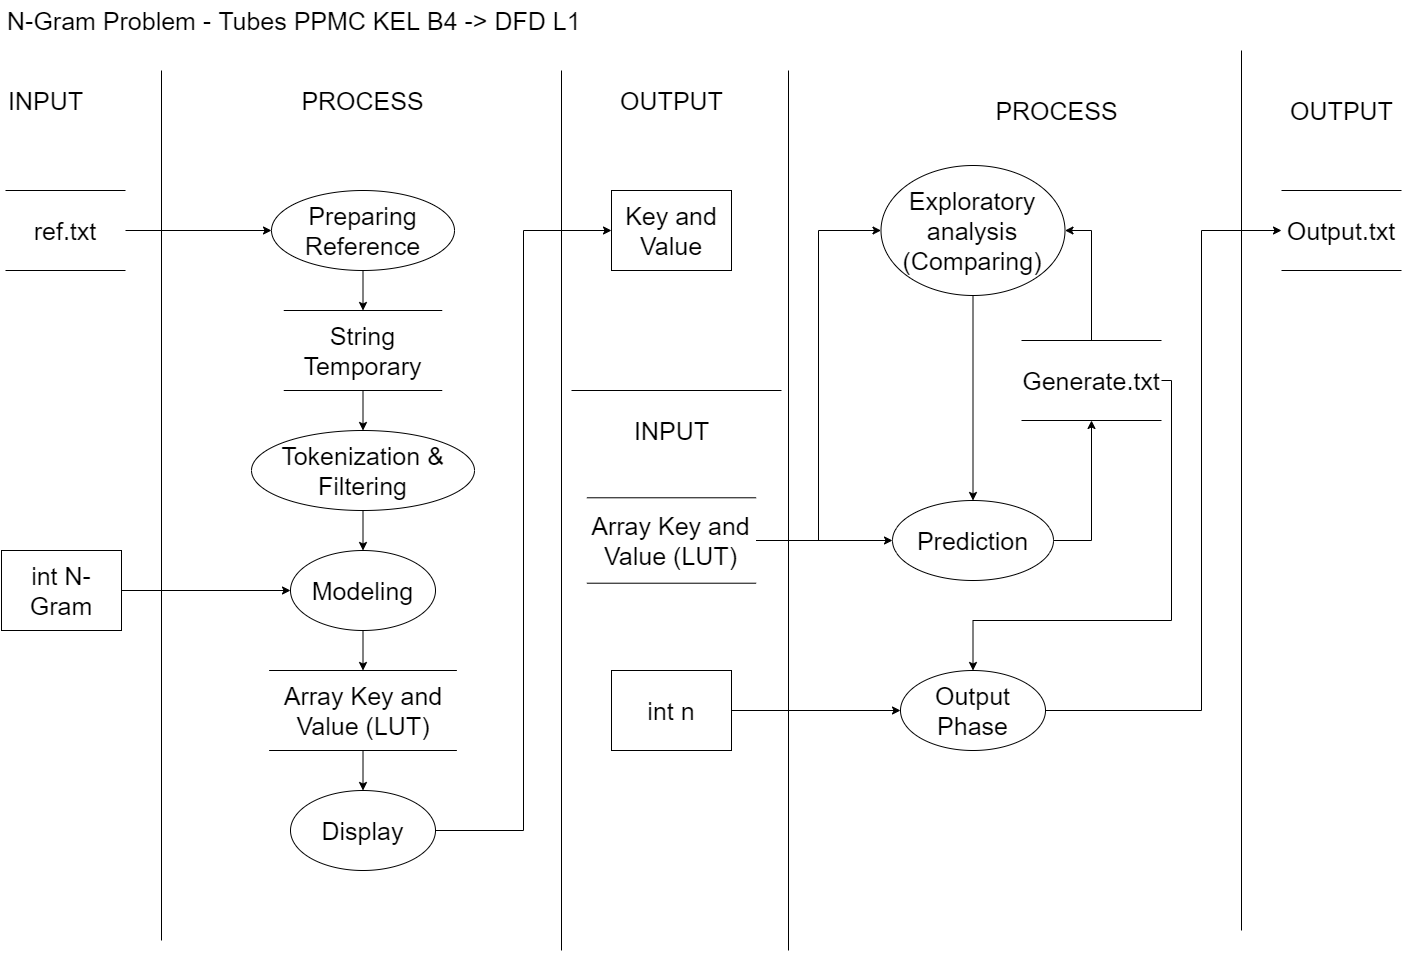 N-Gram Problem - Tubes PPMC KEL B4 -> DFD L1
INPUT
PROCESS
OUTPUT
PROCESS
OUTPUT
ref.txt
Preparing
Reference
String
Temporary
Tokenization &
Filtering
int N-
Gram
Modeling
Array Key and
Value (LUT)
Display
Key and
Value
INPUT
Array Key and
Value (LUT)
int n
Exploratory
analysis
(Comparing)
Generate.txt
Prediction
Output
Phase
Output.txt